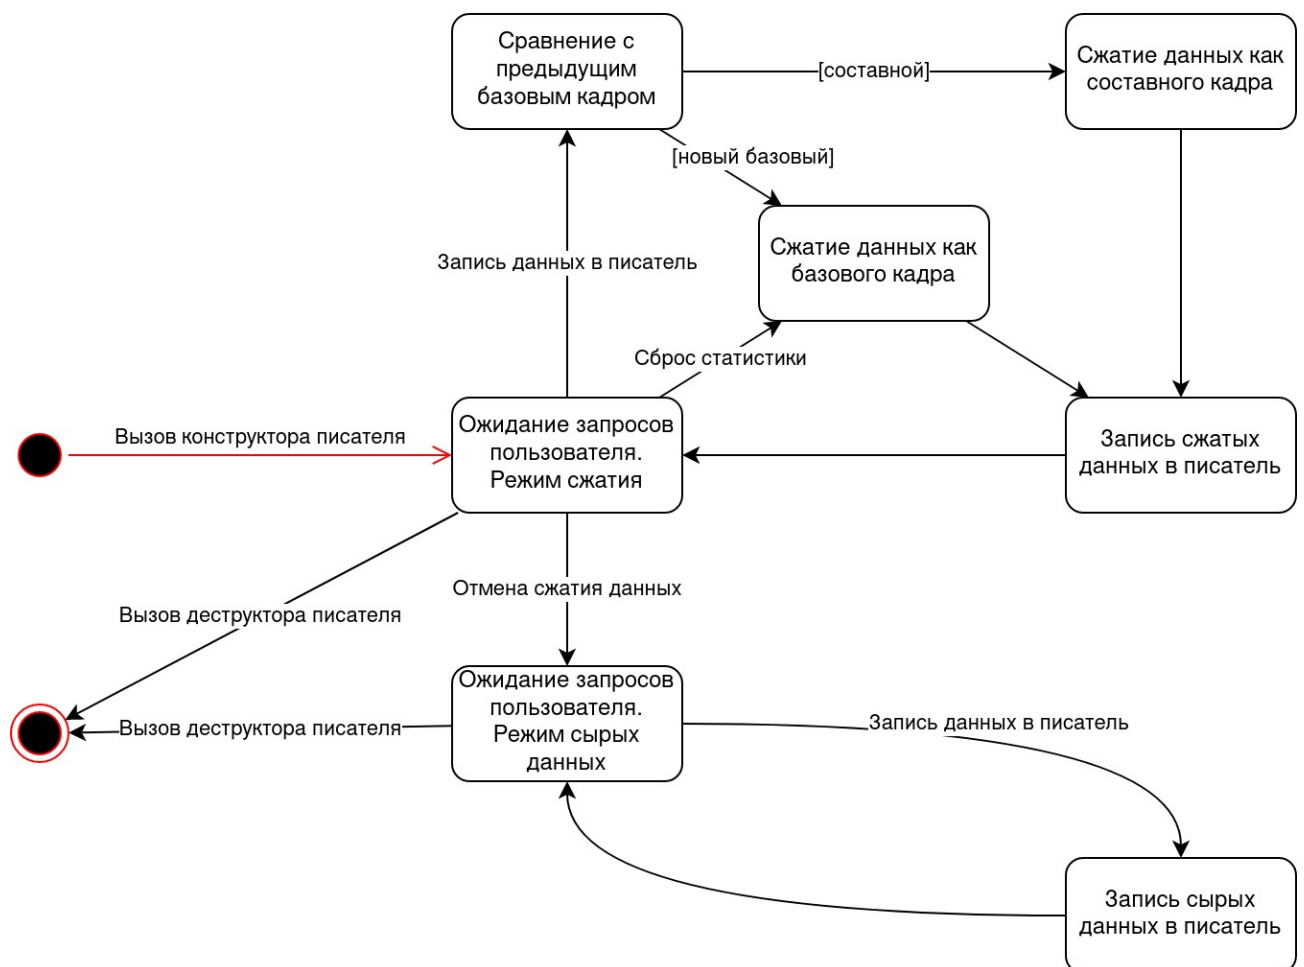 Сравнение с
предыдущим
базовым кадром
[составной]
Сжатие данных как
составного кадра
[новый базовый]
Сжатие данных как
базового кадра
Запись данных в писатель
Сброс статистики
Вызов конструктора писателя
Ожидание запросов
пользователя.
Режим сжатия
Запись сжатых
данных в писатель
Отмена сжатия данных
Вызов деструктора писателя
Ожидание запросов
пользователя.
Режим сырых
данных
Вызов деструктора писателя
Запись данных в писатель
Запись сырых
данных в писатель